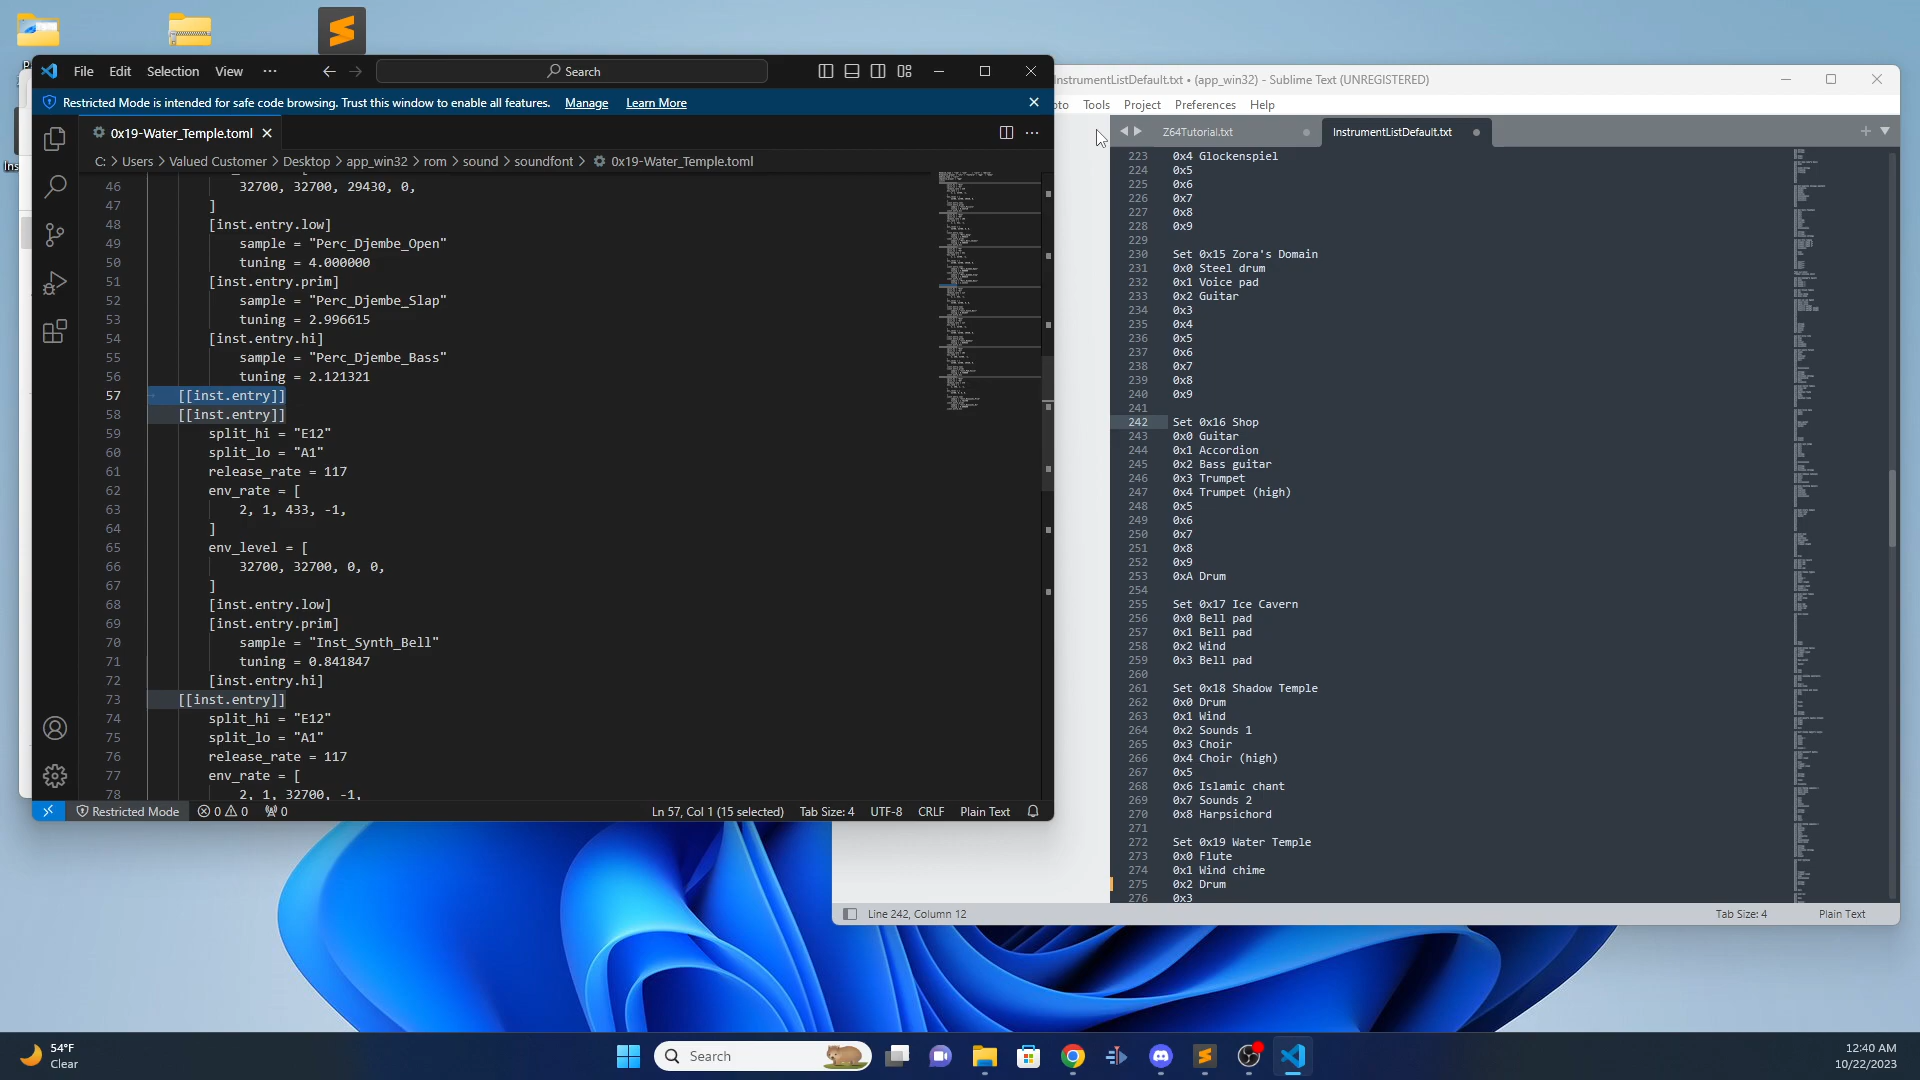 File Edit Selection View ··· Search
Restricted Mode is intended for safe code browsing. Trust this window to enable all features. Manage Learn More
0x19-Water_Temple.toml
C: > Users > Valued Customer > Desktop > app_win32 > rom > sound > soundfont > 0x19-Water_Temple.toml
46 32700, 32700, 29430, 0,
47 ]
48 [inst.entry.low]
49 sample = "Perc_Djembe_Open"
50 tuning = 4.000000
51 [inst.entry.prim]
52 sample = "Perc_Djembe_Slap"
53 tuning = 2.996615
54 [inst.entry.hi]
55 sample = "Perc_Djembe_Bass"
56 tuning = 2.121321
57 [[inst.entry]]
58 [[inst.entry]]
59 split_hi = "E12"
60 split_lo = "A1"
61 release_rate = 117
62 env_rate = [
63 2, 1, 433, -1,
64 ]
65 env_level = [
66 32700, 32700, 0, 0,
67 ]
68 [inst.entry.low]
69 [inst.entry.prim]
70 sample = "Inst_Synth_Bell"
71 tuning = 0.841847
72 [inst.entry.hi]
73 [[inst.entry]]
74 split_hi = "E12"
75 split_lo = "A1"
76 release_rate = 117
77 env_rate = [
78 2, 1, 32700, -1,
Restricted Mode 0 0 0 Ln 57, Col 1 (15 selected) Tab Size: 4 UTF-8 CRLF Plain Text
InstrumentListDefault.txt • (app_win32) - Sublime Text (UNREGISTERED)
Tools Project Preferences Help
Z64Tutorial.txt InstrumentListDefault.txt
223 0x4 Glockenspiel
224 0x5
225 0x6
226 0x7
227 0x8
228 0x9
229
230 Set 0x15 Zora's Domain
231 0x0 Steel drum
232 0x1 Voice pad
233 0x2 Guitar
234 0x3
235 0x4
236 0x5
237 0x6
238 0x7
239 0x8
240 0x9
241
242 Set 0x16 Shop
243 0x0 Guitar
244 0x1 Accordion
245 0x2 Bass guitar
246 0x3 Trumpet
247 0x4 Trumpet (high)
248 0x5
249 0x6
250 0x7
251 0x8
252 0x9
253 0xA Drum
254
255 Set 0x17 Ice Cavern
256 0x0 Bell pad
257 0x1 Bell pad
258 0x2 Wind
259 0x3 Bell pad
260
261 Set 0x18 Shadow Temple
262 0x0 Drum
263 0x1 Wind
264 0x2 Sounds 1
265 0x3 Choir
266 0x4 Choir (high)
267 0x5
268 0x6 Islamic chant
269 0x7 Sounds 2
270 0x8 Harpsichord
271
272 Set 0x19 Water Temple
273 0x0 Flute
274 0x1 Wind chime
275 0x2 Drum
276 0x3
Line 242, Column 12 Tab Size: 4 Plain Text
54°F
Clear
Search
12:40 AM
10/22/2023